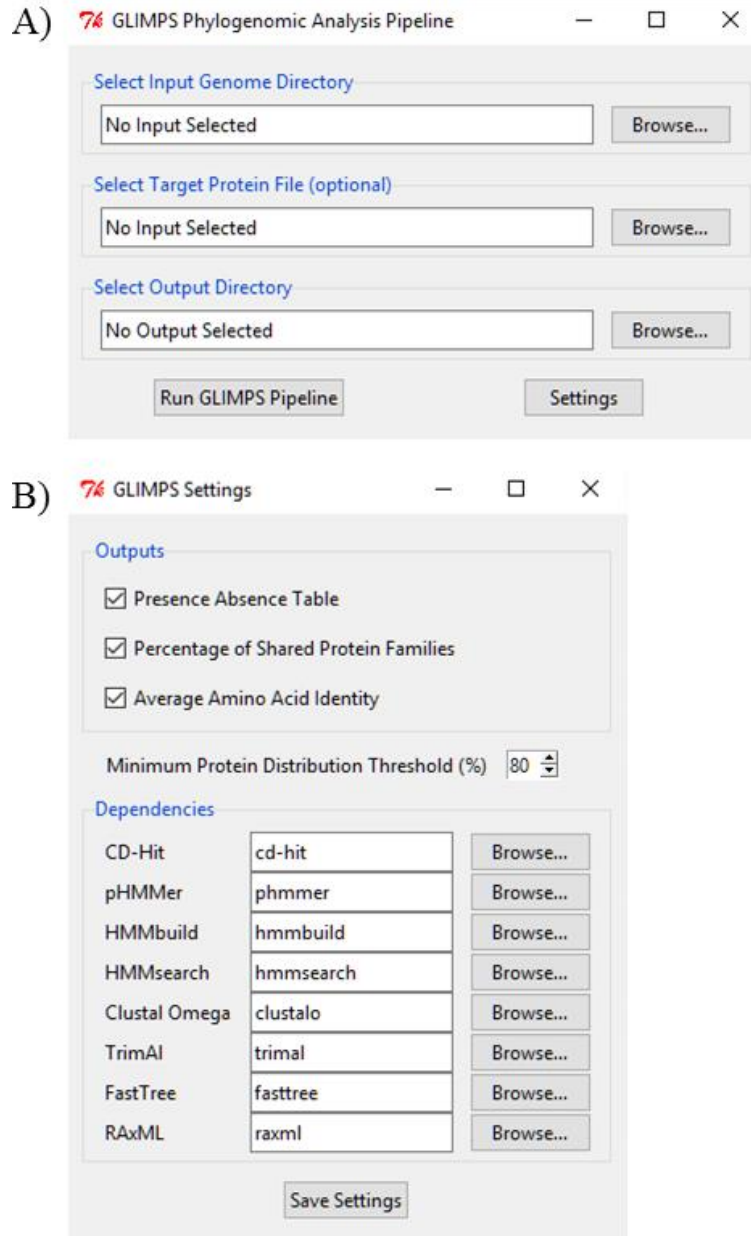 A)
GLIMPS Phylogenomic Analysis Pipeline
Select Input Genome Directory
No Input Selected Browse...
Select Target Protein File (optional)
No Input Selected Browse...
Select Output Directory
No Output Selected Browse...
Run GLIMPS Pipeline Settings
B)
GLIMPS Settings
Outputs
Presence Absence Table
Percentage of Shared Protein Families
Average Amino Acid Identity
Minimum Protein Distribution Threshold (%) 80
Dependencies
CD-Hit cd-hit Browse...
pHMMer phmmer Browse...
HMMbuild hmmbuild Browse...
HMMsearch hmmsearch Browse...
Clustal Omega clustalo Browse...
TrimAl trimal Browse...
FastTree fasttree Browse...
RAxML raxml Browse...
Save Settings